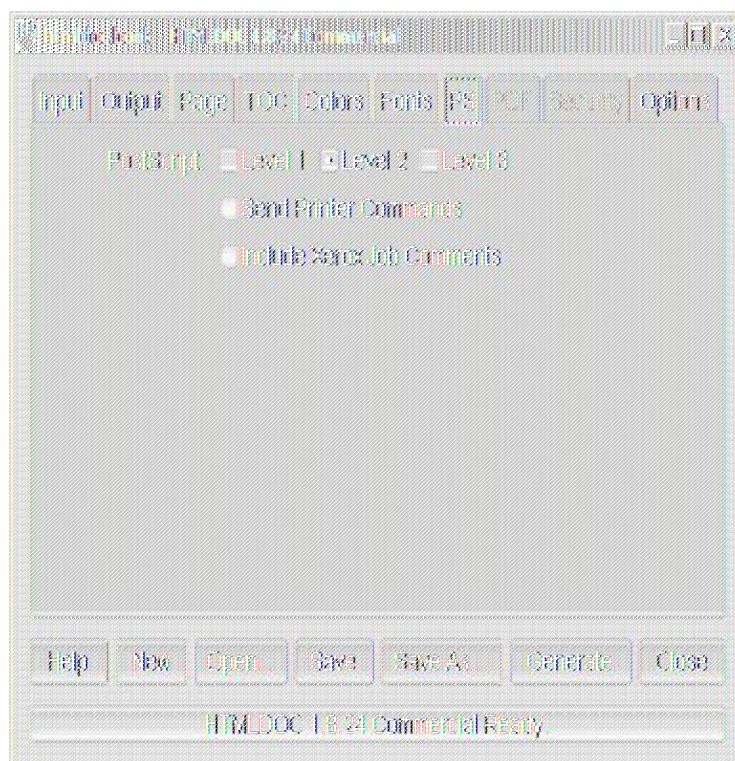 htmldoc.book - HTMLDOC 1.8.24 Commercial
Input Output Page TOC Colors Fonts PS PDF Security Options
PostScript: Level 1 Level 2 Level 3
Send Printer Commands
Include Xerox Job Comments
Help New Open... Save Save As... Generate Close
HTMLDOC 1.8.24 Commercial Ready.